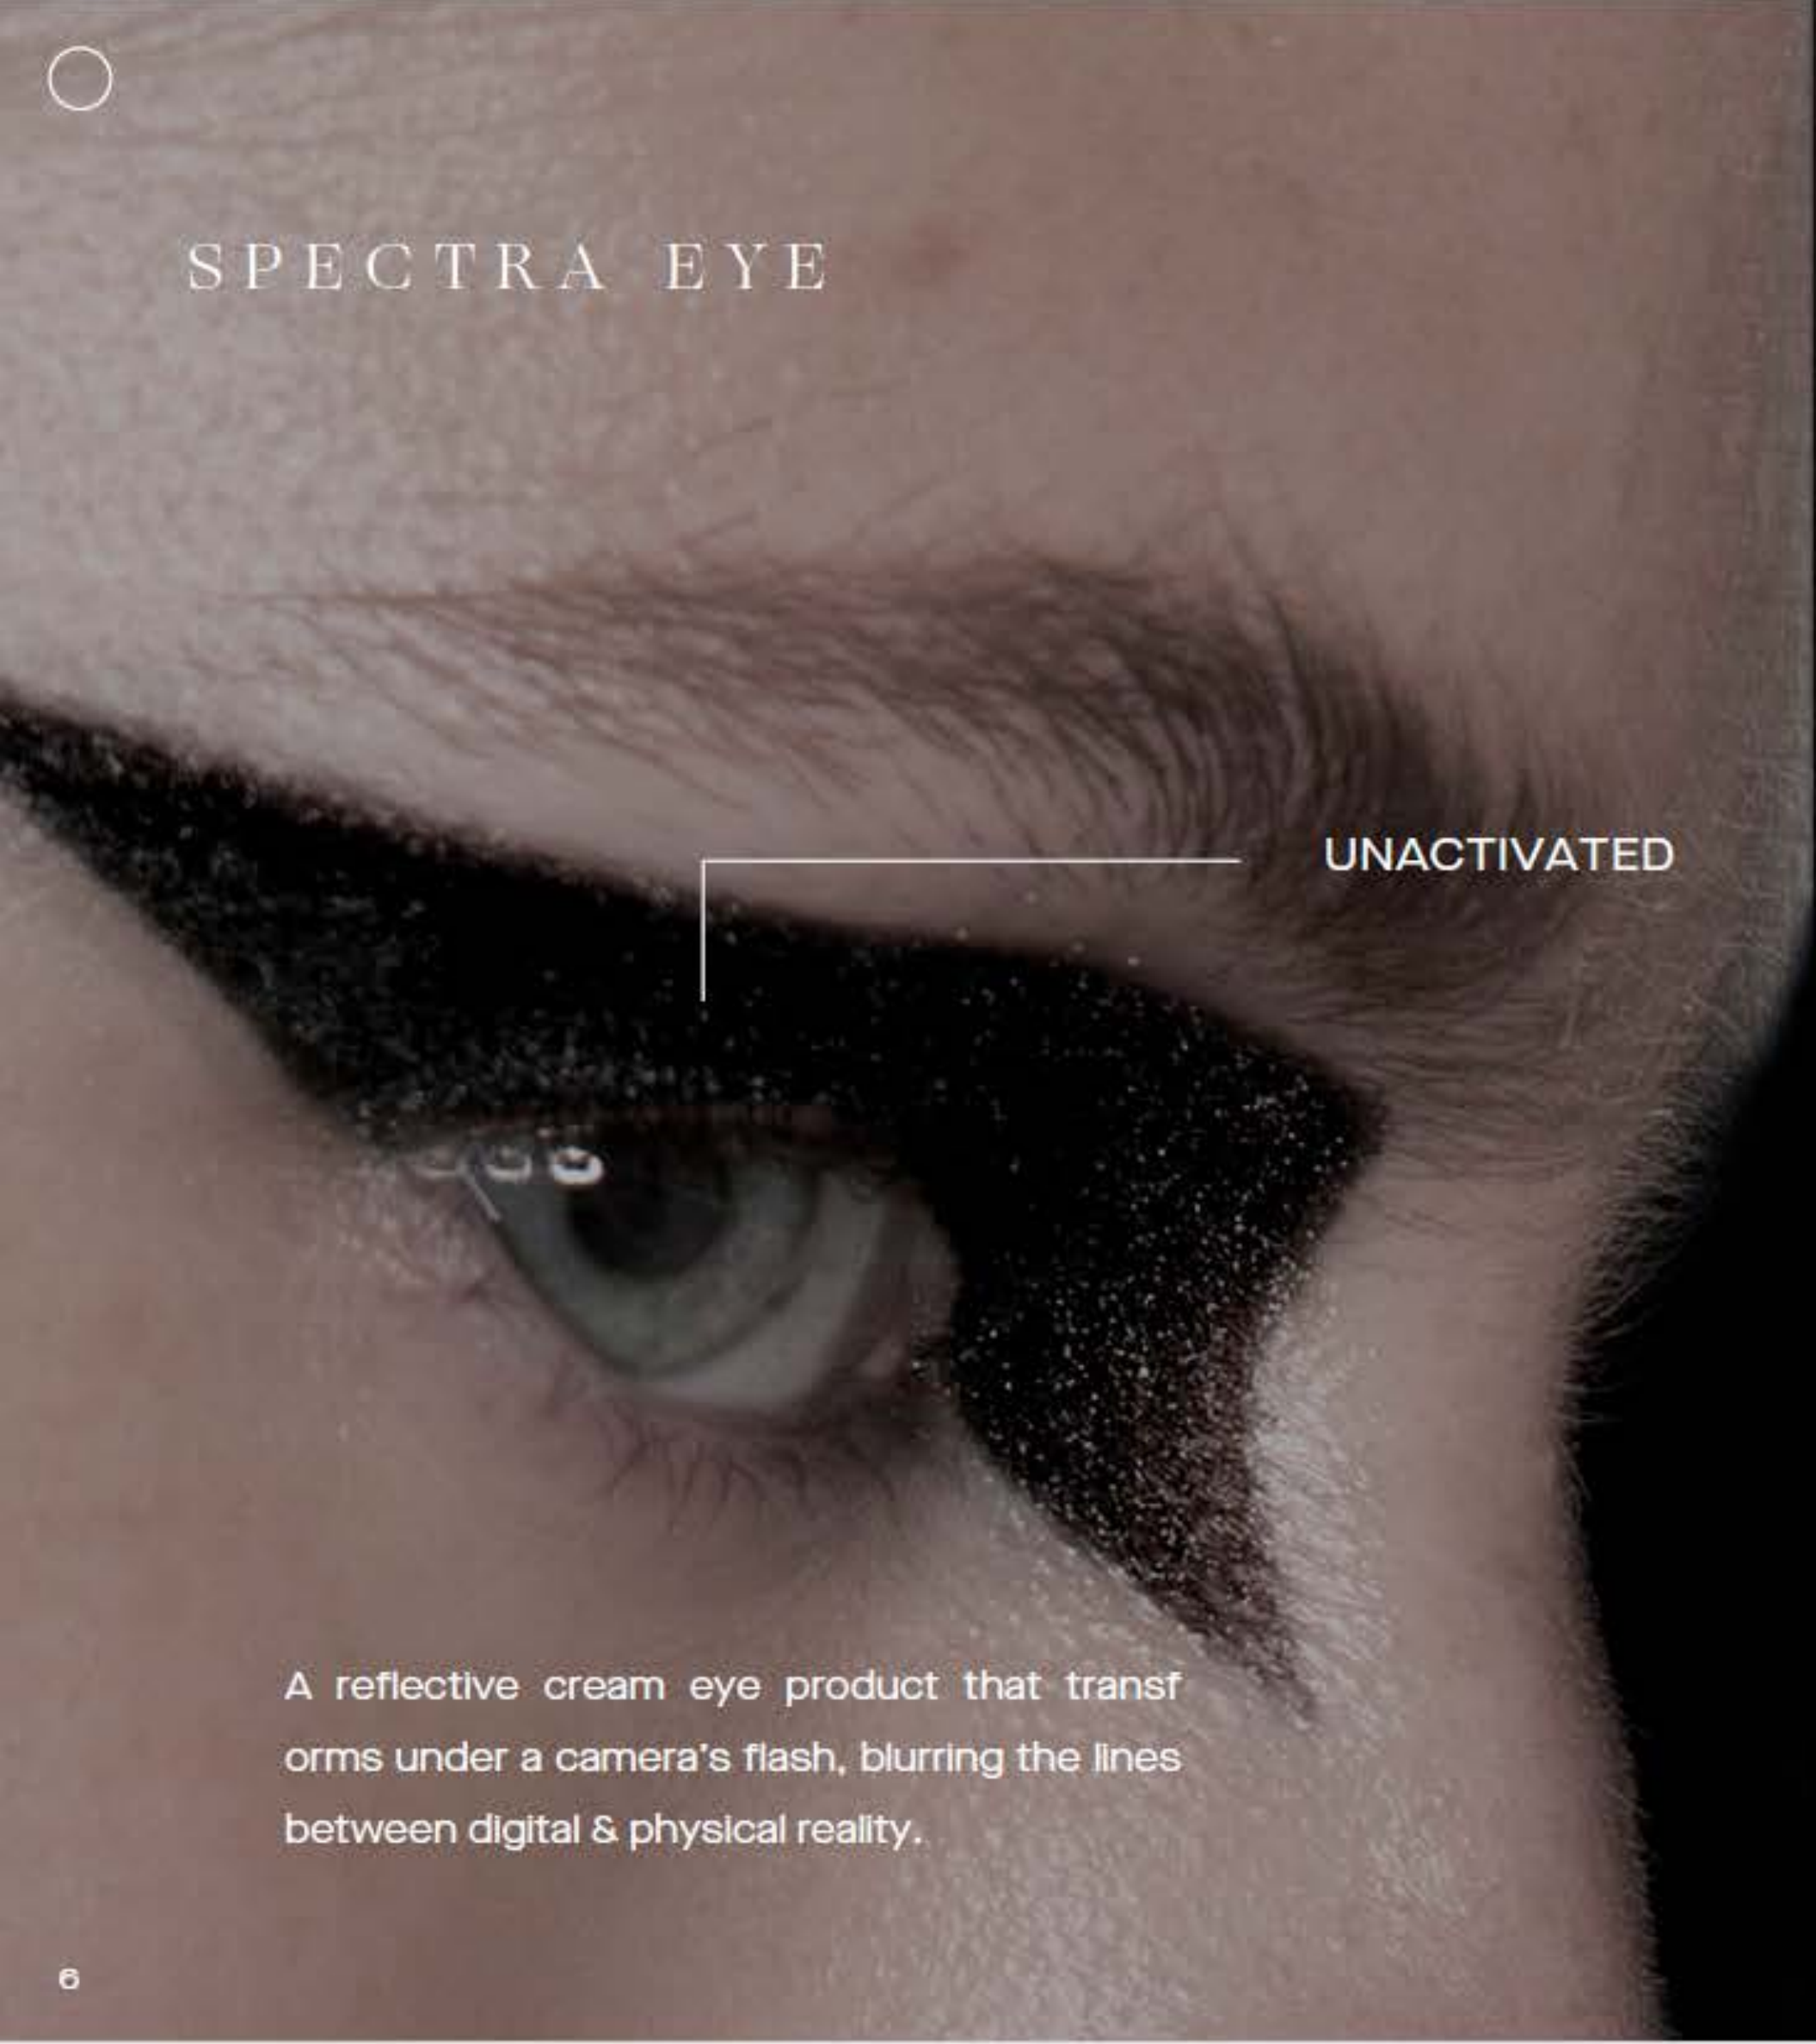 SPECTRA EYE
UNACTIVATED
A reflective cream eye product that transf
orms under a camera's flash, blurring the lines
between digital & physical reality.
6